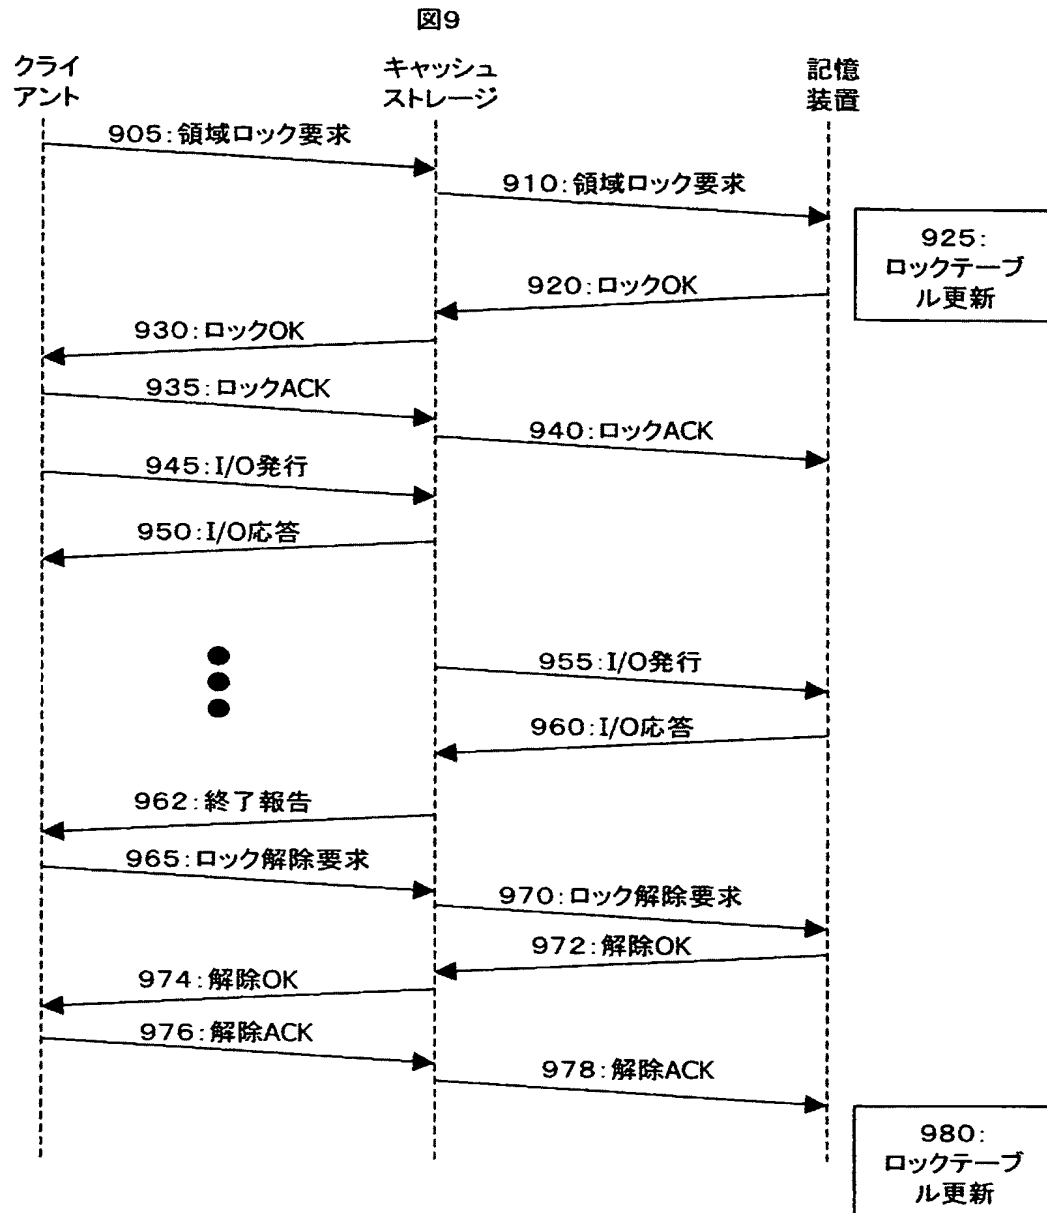 図9
クライ
アント
キャッシュ
ストレージ
記憶
装置
905:領域ロック要求
910:領域ロック要求
925:
ロックテーブ
ル更新
920:ロックOK
930:ロックOK
935:ロックACK
940:ロックACK
945:I/O発行
950:I/O応答
955:I/O発行
960:I/O応答
962:終了報告
965:ロック解除要求
970:ロック解除要求
972:解除OK
974:解除OK
976:解除ACK
978:解除ACK
980:
ロックテーブ
ル更新